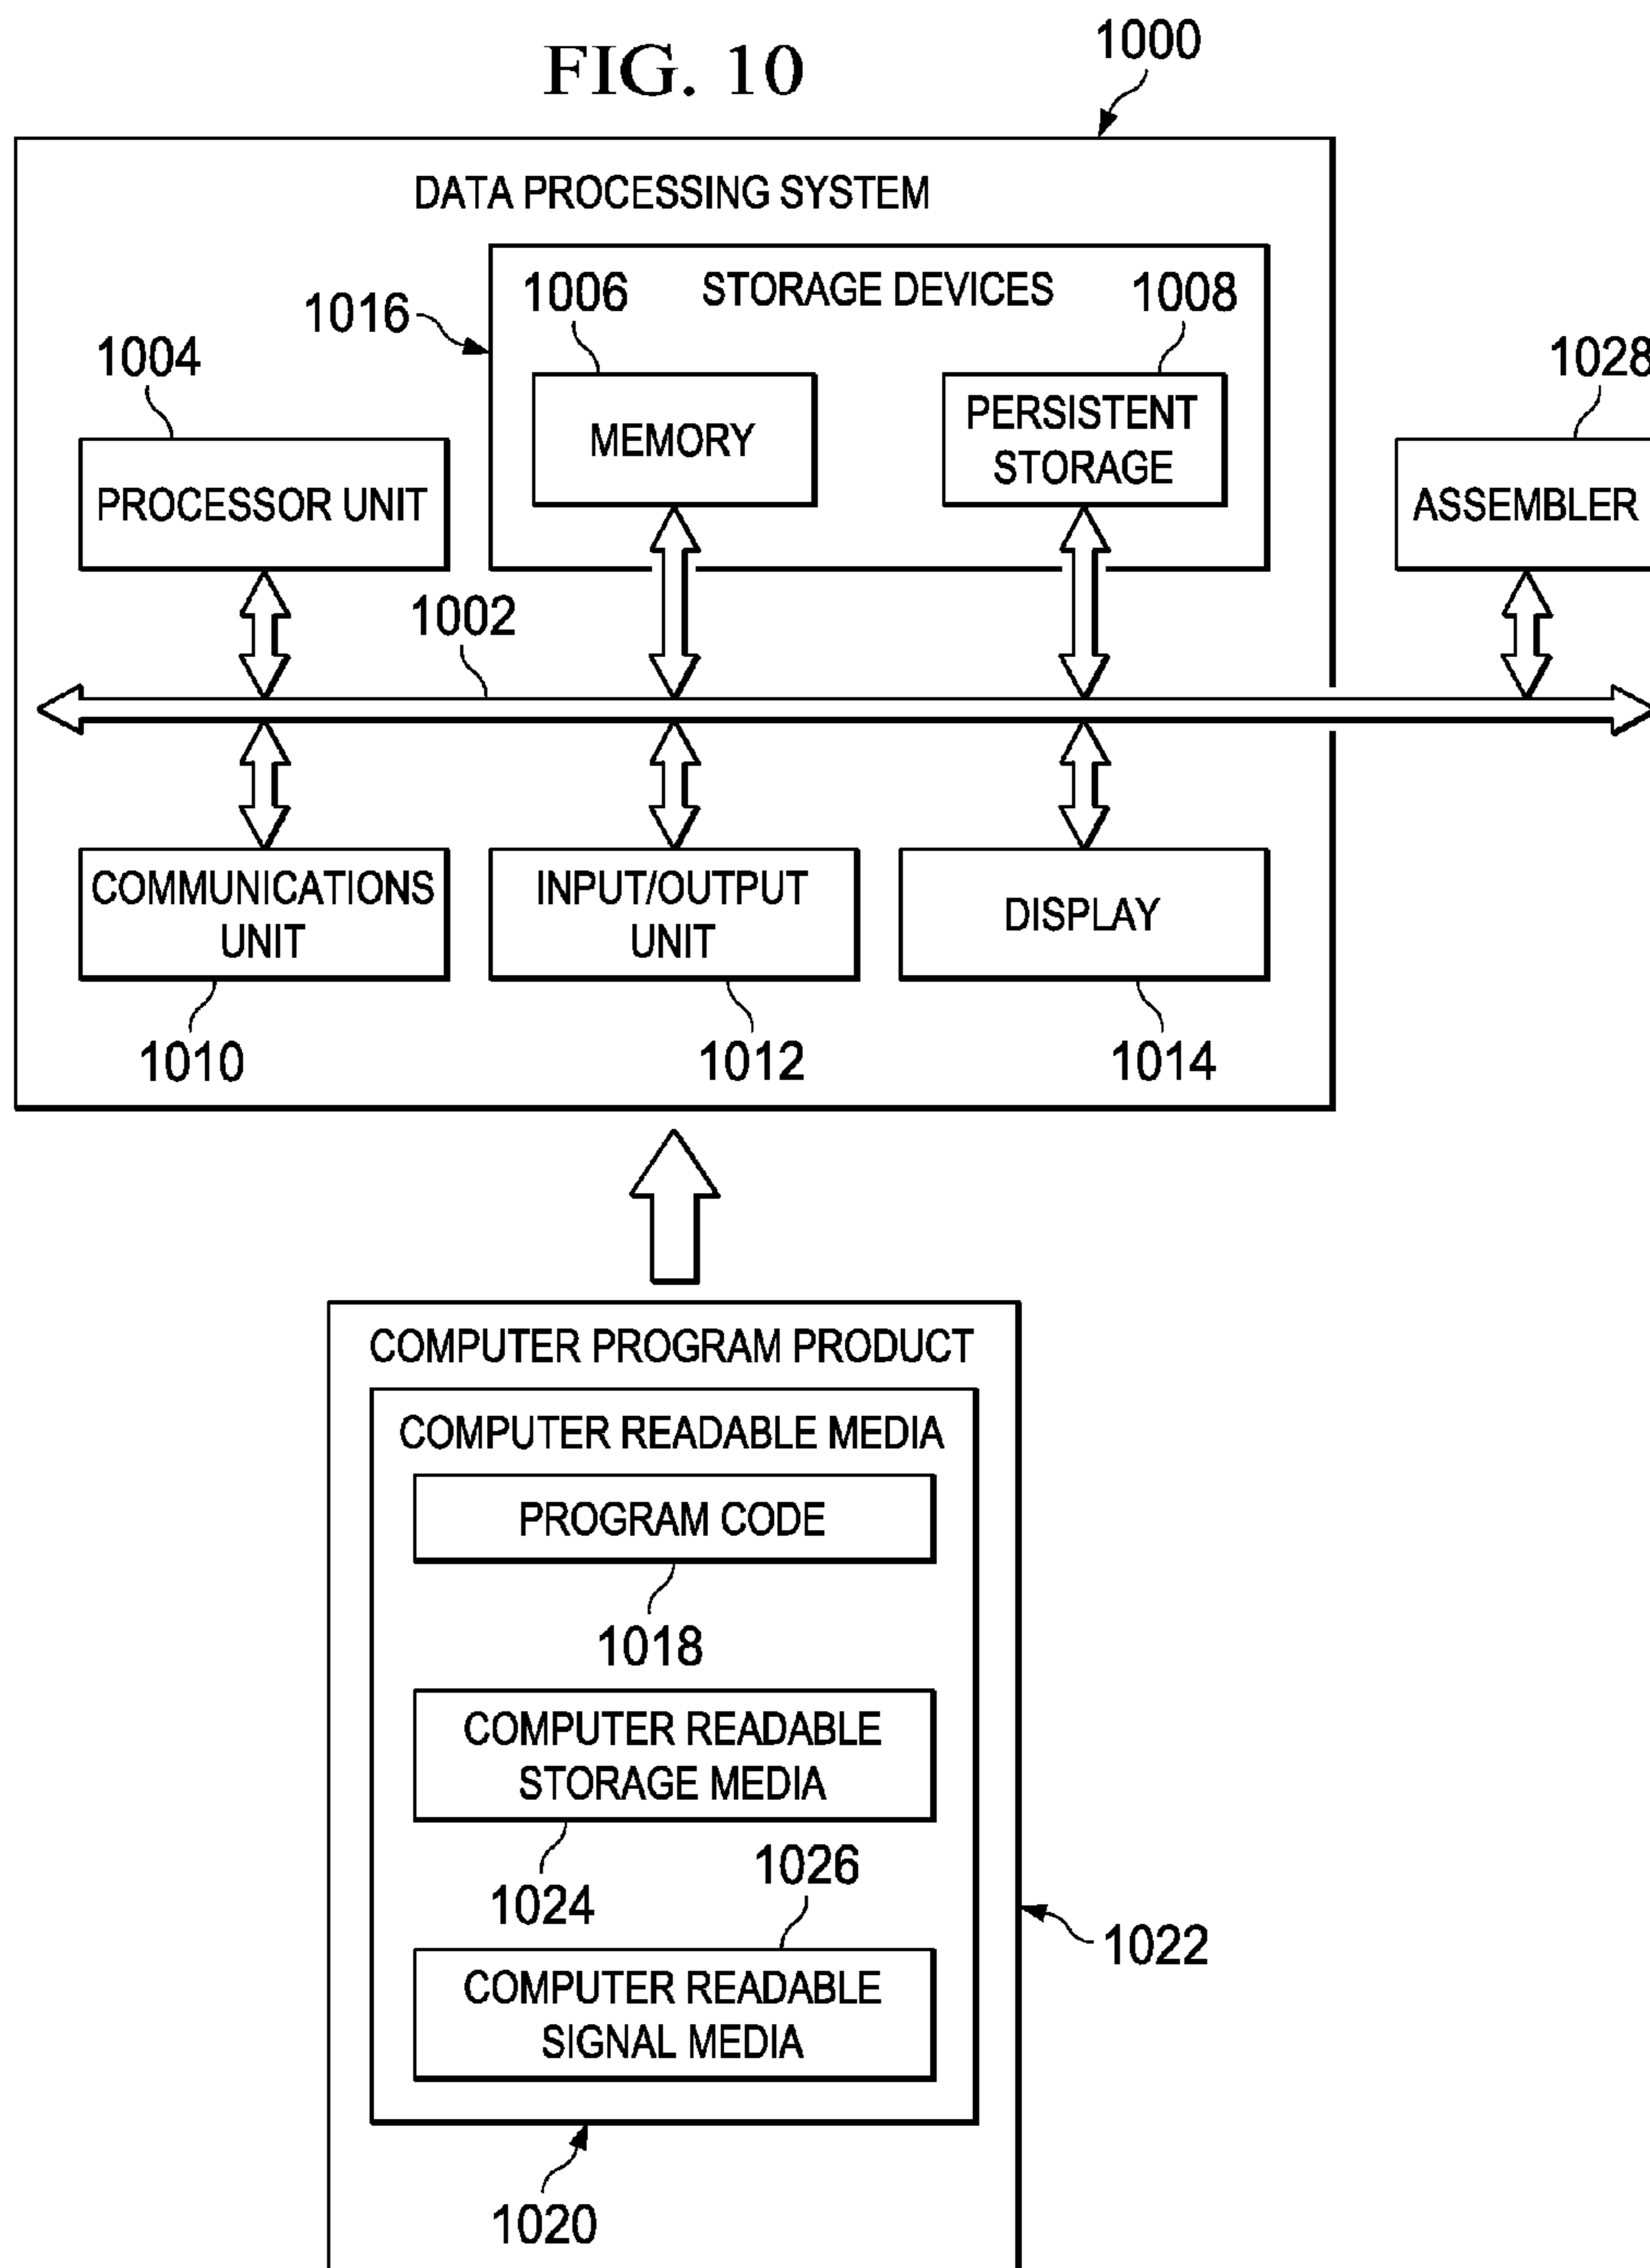 FIG. 10
1000
DATA PROCESSING SYSTEM
1016
1006
STORAGE DEVICES
1008
1004
1028
MEMORY
PERSISTENT
STORAGE
PROCESSOR UNIT
ASSEMBLER
1002
COMMUNICATIONS
UNIT
INPUT/OUTPUT
UNIT
DISPLAY
1010
1012
1014
COMPUTER PROGRAM PRODUCT
COMPUTER READABLE MEDIA
PROGRAM CODE
1018
COMPUTER READABLE
STORAGE MEDIA
1024
1026
COMPUTER READABLE
SIGNAL MEDIA
1022
1020